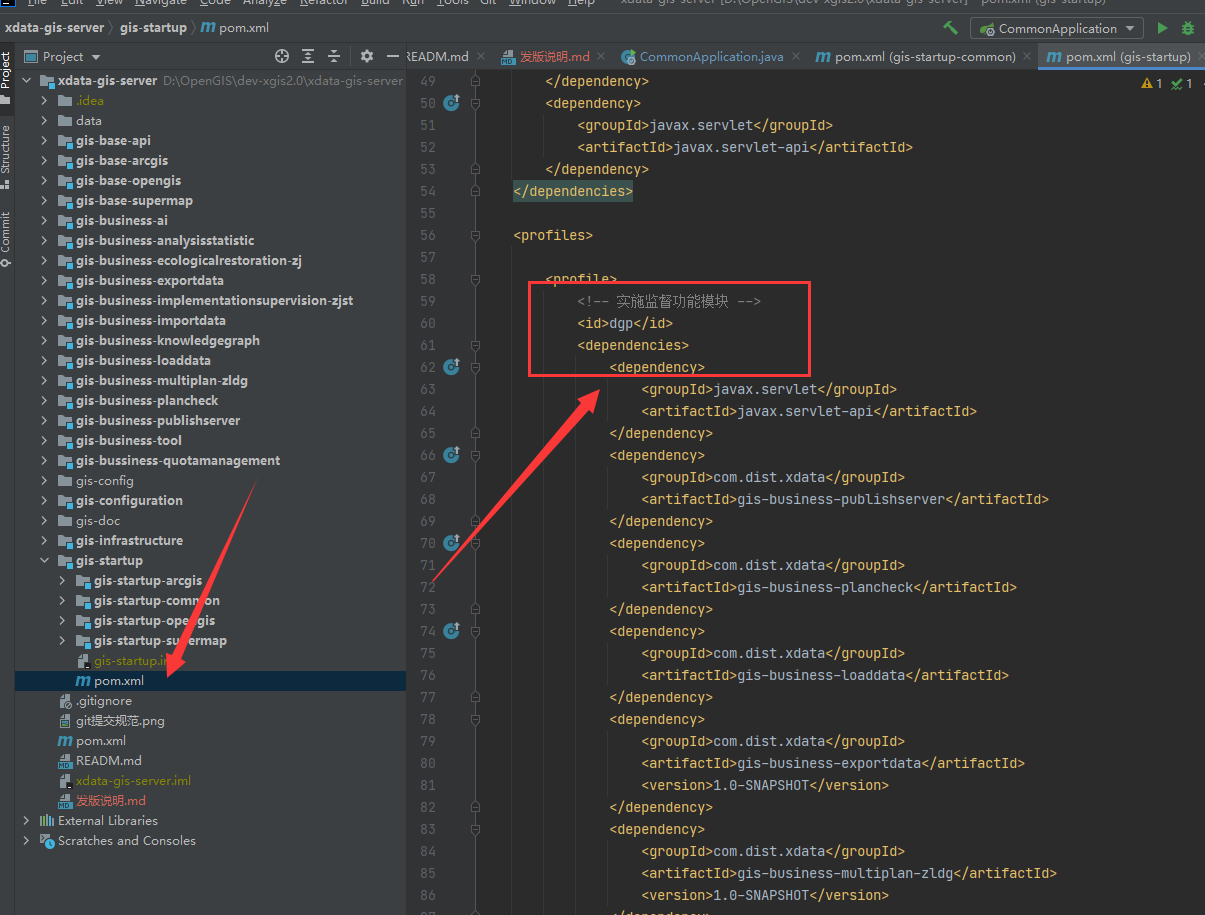 File Edit View Navigate Code Analyze Refactor Build Run Tools Git Window Help xdata-gis-server [D:\OpenGIS\dev-xgis2.0\xdata-gis-server] - pom.xml (gis-startup)
xdata-gis-server gis-startup pom.xml
CommonApplication
Project
READM.md
发版说明.md
CommonApplication.java
pom.xml (gis-startup-common)
pom.xml (gis-startup)
1 1
Project
Structure
Commit
xdata-gis-server D:\OpenGIS\dev-xgis2.0\xdata-gis-server
.idea
data
gis-base-api
gis-base-arcgis
gis-base-opengis
gis-base-supermap
gis-business-ai
gis-business-analysisstatistic
gis-business-ecologicalrestoration-zj
gis-business-exportdata
gis-business-implementationsupervision-zjst
gis-business-importdata
gis-business-knowledgegraph
gis-business-loaddata
gis-business-multiplan-zldg
gis-business-plancheck
gis-business-publishserver
gis-business-tool
gis-bussiness-quotamanagement
gis-config
gis-configuration
gis-doc
gis-infrastructure
gis-startup
gis-startup-arcgis
gis-startup-common
gis-startup-opengis
gis-startup-supermap
gis-startup.iml
pom.xml
.gitignore
git提交规范.png
pom.xml
READM.md
xdata-gis-server.iml
发版说明.md
External Libraries
Scratches and Consoles
49 </dependency>
50 <dependency>
51 <groupId>javax.servlet</groupId>
52 <artifactId>javax.servlet-api</artifactId>
53 </dependency>
54 </dependencies>
55
56 <profiles>
57
58 <profile>
59 <!-- 实施监督功能模块 -->
60 <id>dgp</id>
61 <dependencies>
62 <dependency>
63 <groupId>javax.servlet</groupId>
64 <artifactId>javax.servlet-api</artifactId>
65 </dependency>
66 <dependency>
67 <groupId>com.dist.xdata</groupId>
68 <artifactId>gis-business-publishserver</artifactId>
69 </dependency>
70 <dependency>
71 <groupId>com.dist.xdata</groupId>
72 <artifactId>gis-business-plancheck</artifactId>
73 </dependency>
74 <dependency>
75 <groupId>com.dist.xdata</groupId>
76 <artifactId>gis-business-loaddata</artifactId>
77 </dependency>
78 <dependency>
79 <groupId>com.dist.xdata</groupId>
80 <artifactId>gis-business-exportdata</artifactId>
81 <version>1.0-SNAPSHOT</version>
82 </dependency>
83 <dependency>
84 <groupId>com.dist.xdata</groupId>
85 <artifactId>gis-business-multiplan-zldg</artifactId>
86 <version>1.0-SNAPSHOT</version>
87 </dependency>